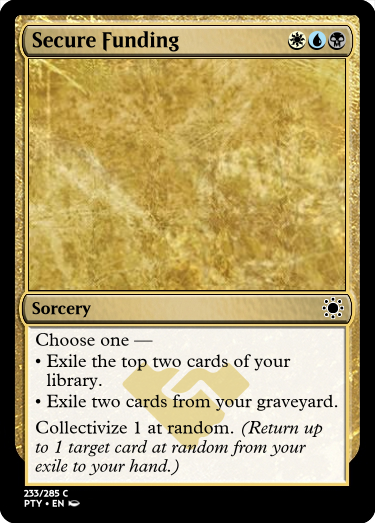 Secure Funding
Sorcery
Choose one —
• Exile the top two cards of your
library.
• Exile two cards from your graveyard.
Collectivize 1 at random. (Return up
to 1 target card at random from your
exile to your hand.)
233/285 C
PTY • EN